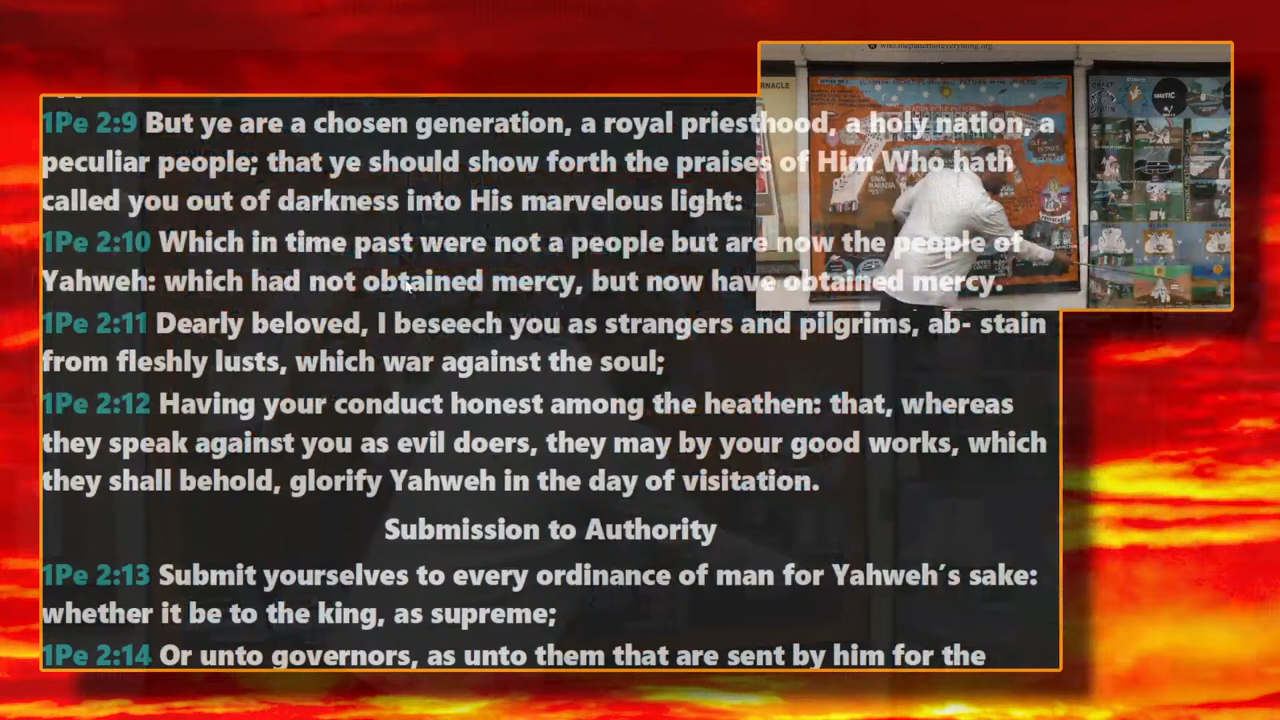 wiki.thepatternofeverything.org
1Pe 2:9 But ye are a chosen generation, a royal priesthood, a holy nation, a
peculiar people; that ye should show forth the praises of Him Who hath
called you out of darkness into His marvelous light:
1Pe 2:10 Which in time past were not a people but are now the people of
Yahweh: which had not obtained mercy, but now have obtained mercy.
1Pe 2:11 Dearly beloved, I beseech you as strangers and pilgrims, ab- stain
from fleshly lusts, which war against the soul;
1Pe 2:12 Having your conduct honest among the heathen: that, whereas
they speak against you as evil doers, they may by your good works, which
they shall behold, glorify Yahweh in the day of visitation.
Submission to Authority
1Pe 2:13 Submit yourselves to every ordinance of man for Yahweh´s sake:
whether it be to the king, as supreme;
1Pe 2:14 Or unto governors, as unto them that are sent by him for the